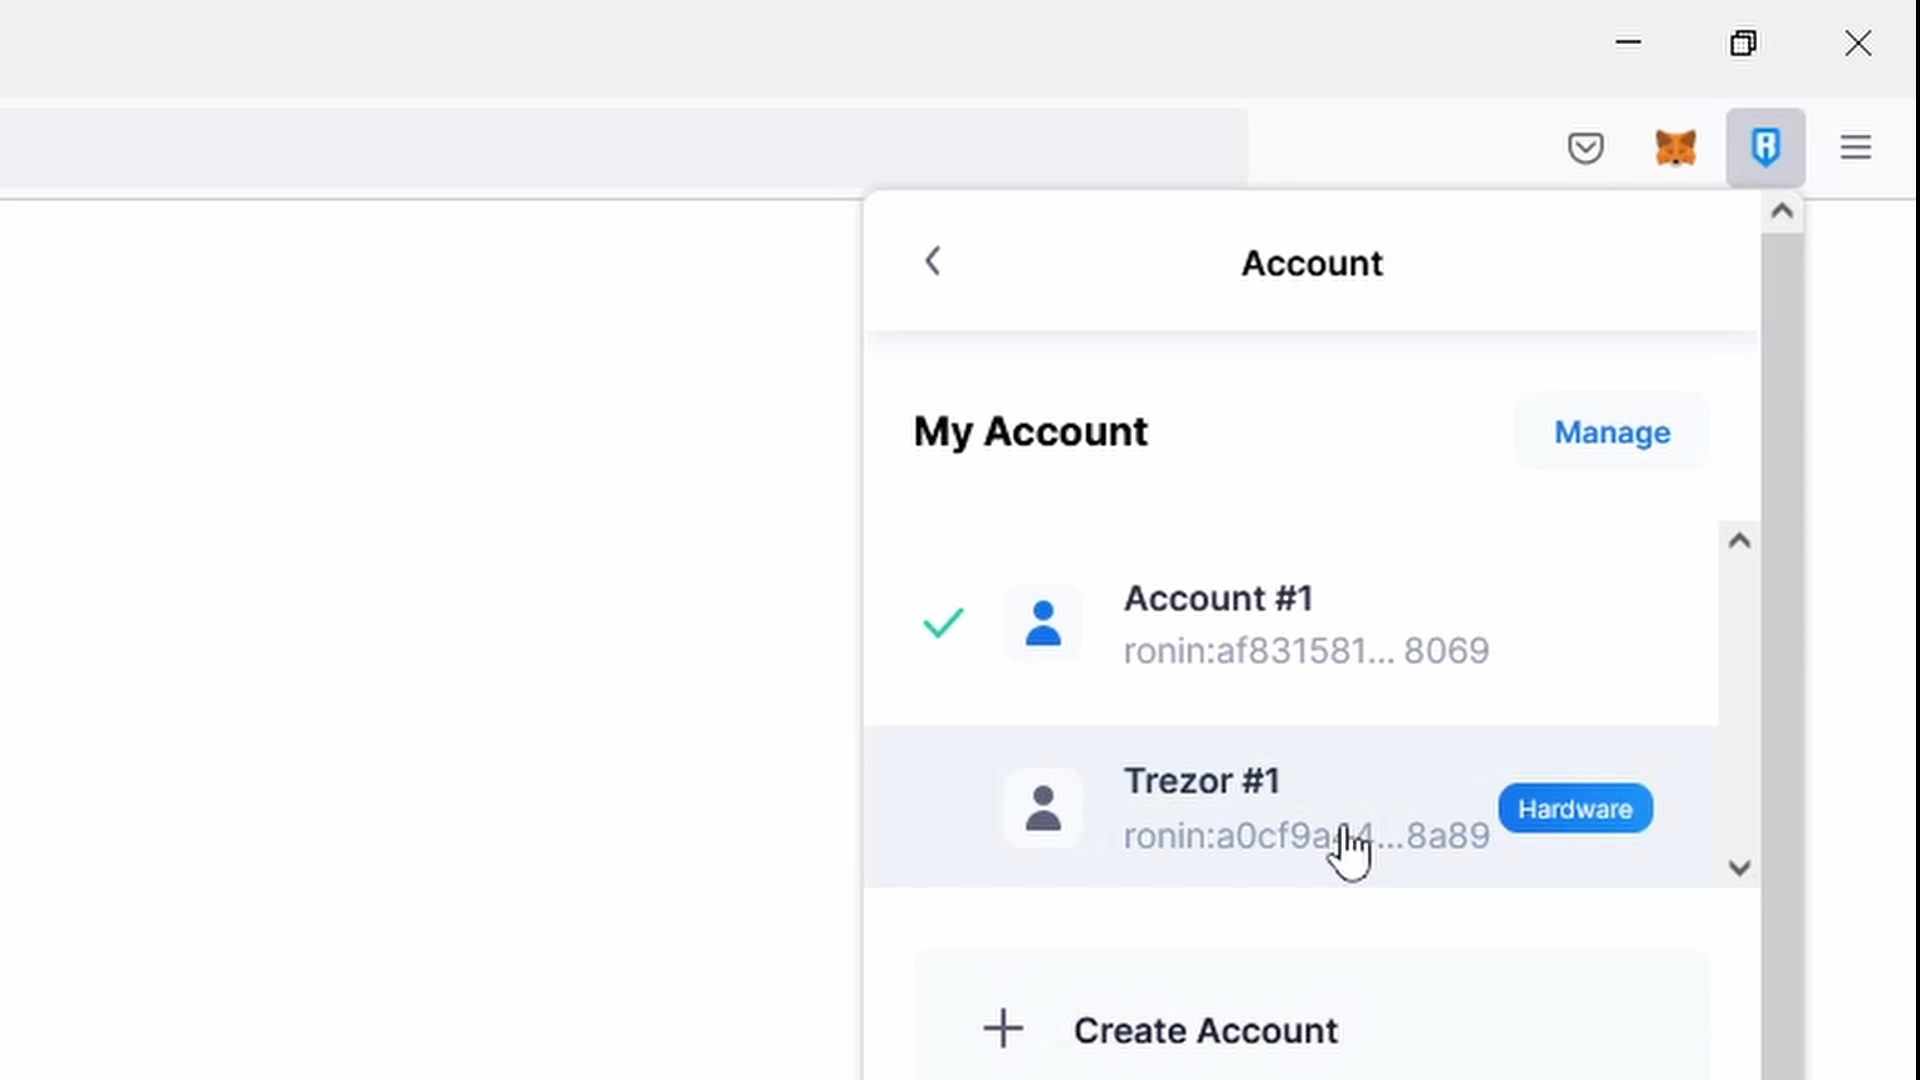 Account
My Account
Manage
Account #1
ronin:af831581... 8069
Trezor #1
Hardware
Create Account